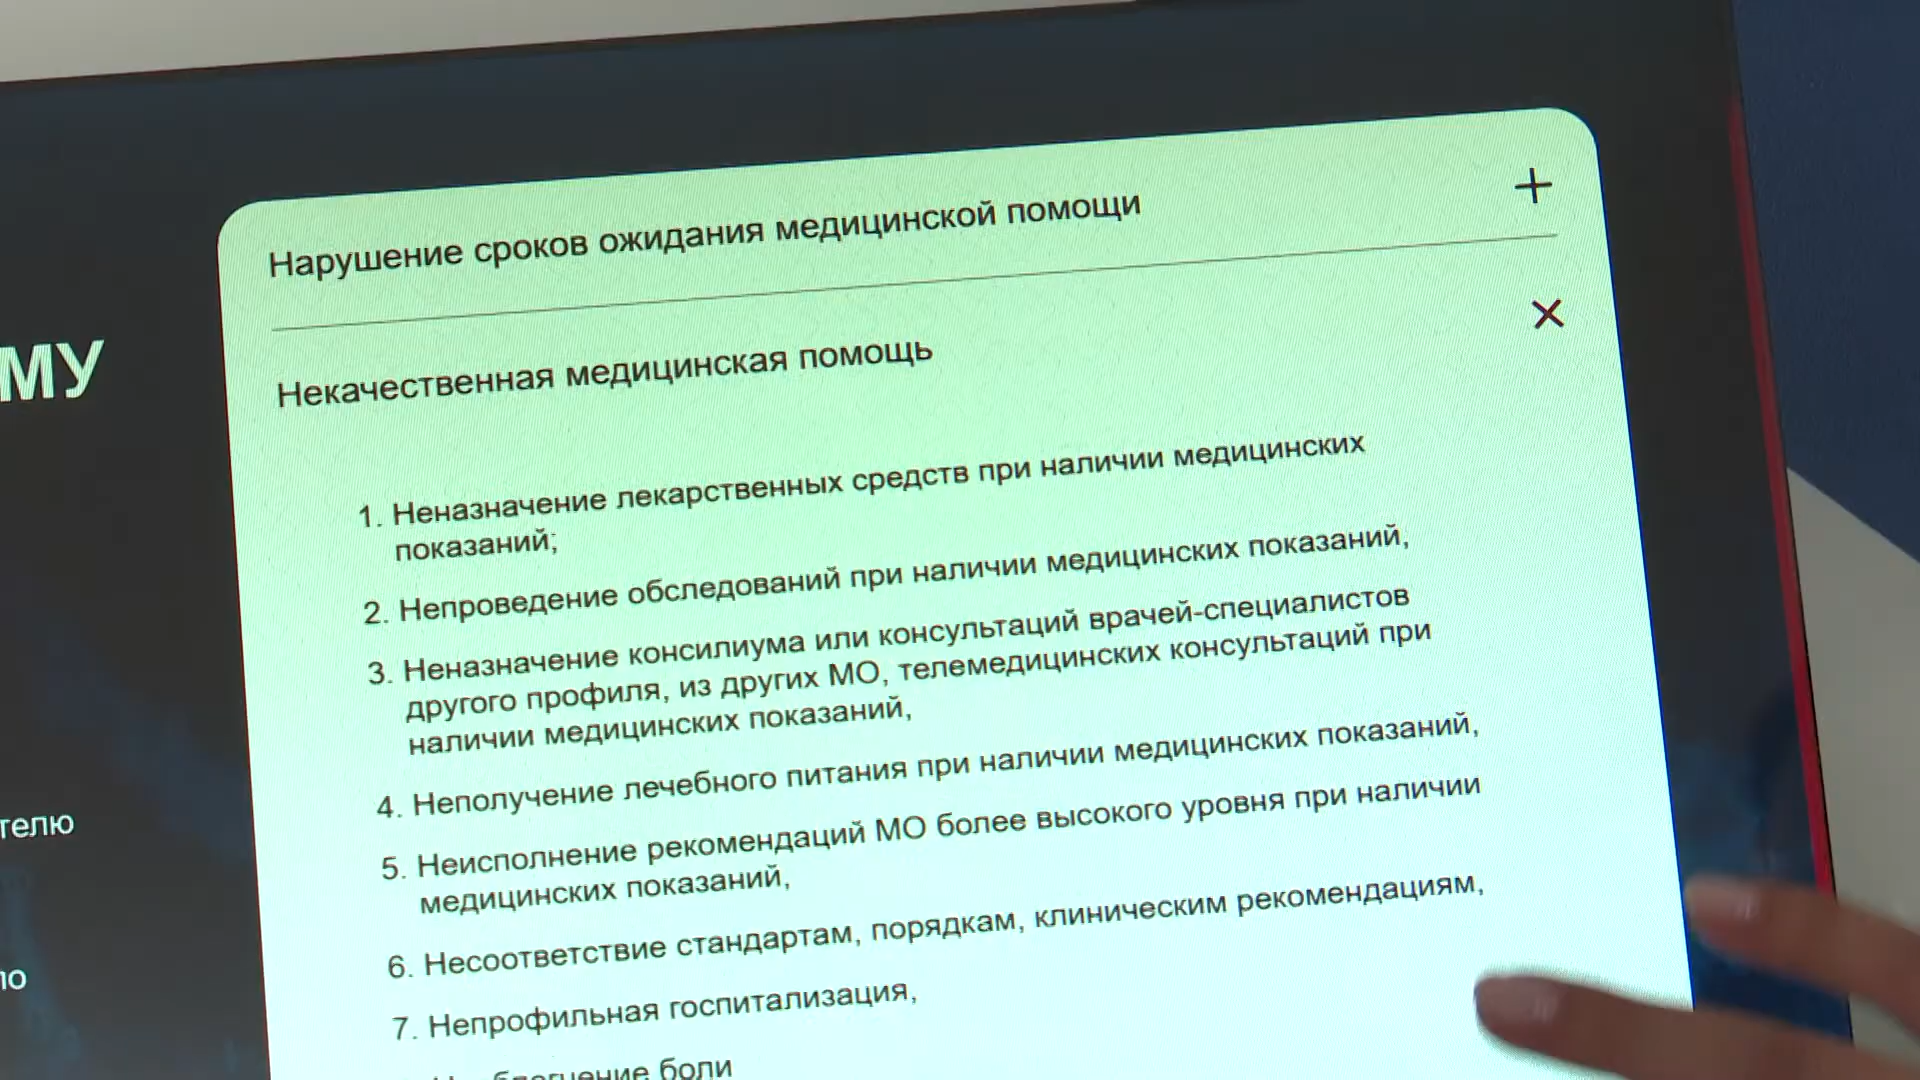 Нарушение сроков ожидания медицинской помощи
Некачественная медицинская помощь
1. Неназначение лекарственных средств при наличии медицинских
показаний;
2. Непроведение обследований при наличии медицинских показаний,
3. Неназначение консилиума или консультаций врачей-специалистов
другого профиля, из других МО, телемедицинских консультаций при
наличии медицинских показаний,
4. Неполучение лечебного питания при наличии медицинских показаний,
5. Неисполнение рекомендаций МО более высокого уровня при наличии
медицинских показаний,
6. Несоответствие стандартам, порядкам, клиническим рекомендациям,
7. Непрофильная госпитализация,
боли
МУ
телю